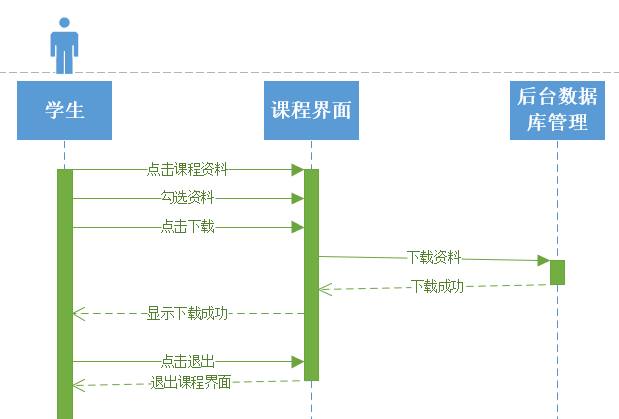 学生
课程界面
后台数据
库管理
点击课程资料
勾选资料
点击下载
下载资料
下载成功
显示下载成功
点击退出
退出课程界面